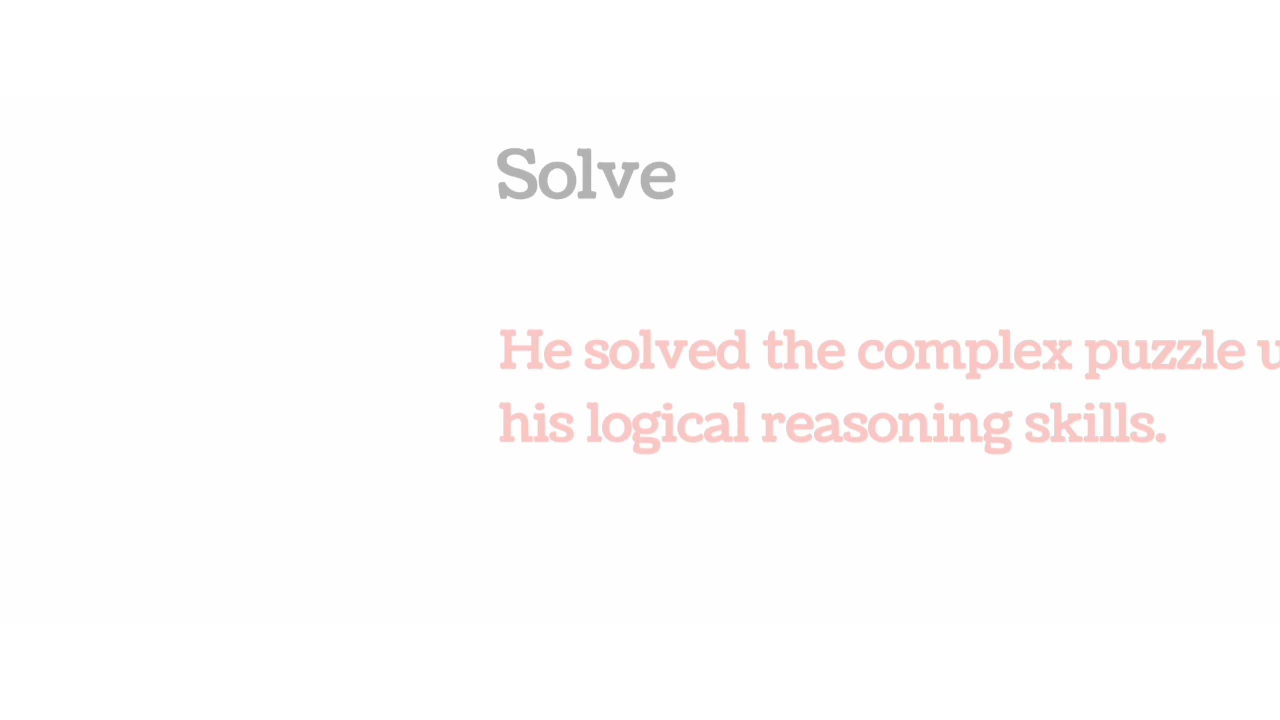 Solve
He solved the complex puzzle
his logical reasoning skills.